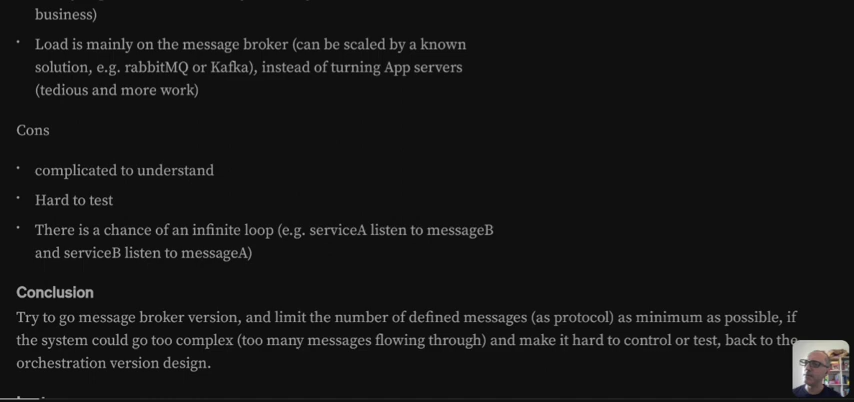 business)
• Load is mainly on the message broker (can be scaled by a known
solution, e.g. rabbitMQ or Kafka), instead of turning App servers
(tedious and more work)
Cons
• complicated to understand
• Hard to test
• There is a chance of an infinite loop (e.g. serviceA listen to messageB
and serviceB listen to messageA)
Conclusion
Try to go message broker version, and limit the number of defined messages (as protocol) as minimum as possible, if
the system could go too complex (too many messages flowing through) and make it hard to control or test, back to the
orchestration version design.